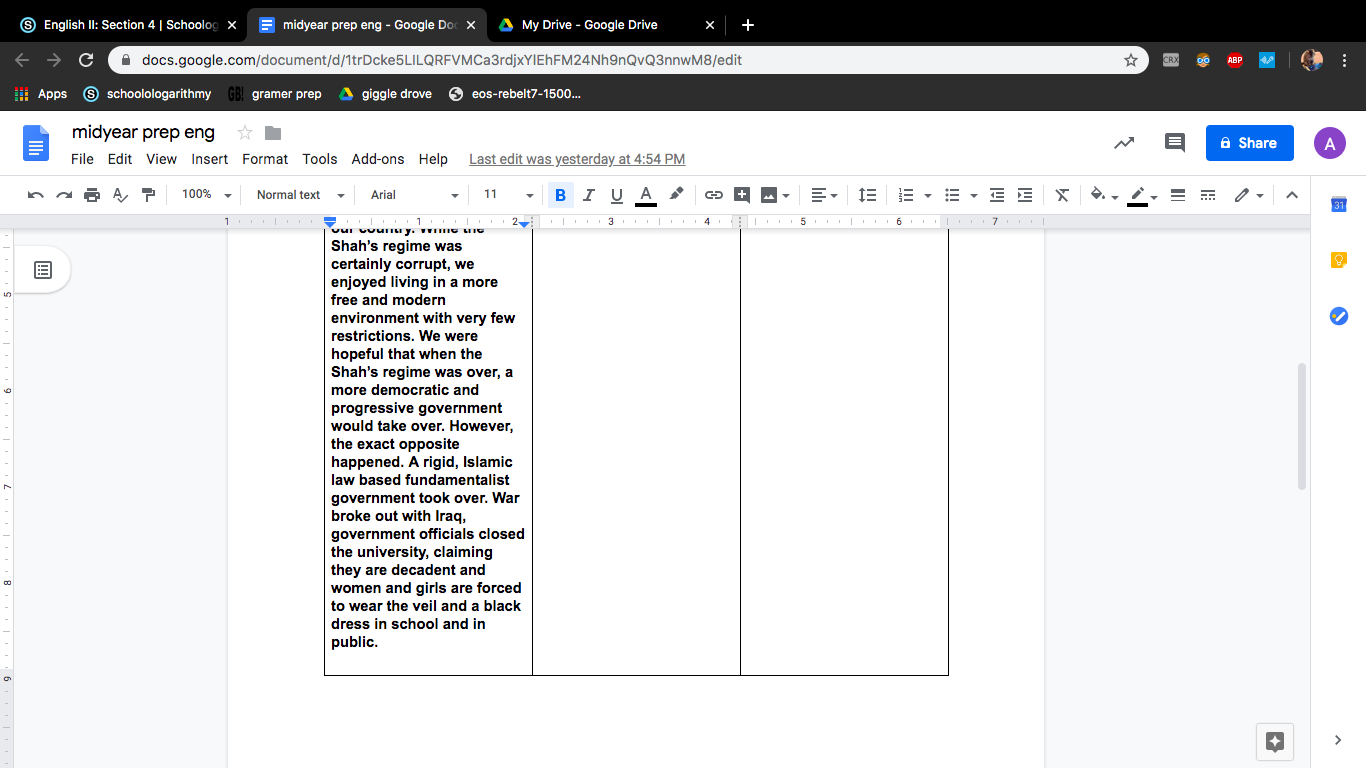 English II: Section 4 | Schoolog
midyear prep eng - Google Doc
My Drive - Google Drive
docs.google.com/document/d/1trDcke5LlLQRFVMCa3rdjxYlEhFM24Nh9nQvQ3nnwM8/edit
CRX
ABP
Apps
schoolologarithmy
GB!
gramer prep
giggle drove
eos-rebelt7-1500...
midyear prep eng
File Edit View Insert Format Tools Add-ons Help
Last edit was yesterday at 4:54 PM
Share
A
100%
Normal text
Arial
11
B I U A
31
1 1 2 3 4 5 6 7
our country. While the
Shah's regime was
certainly corrupt, we
enjoyed living in a more
free and modern
environment with very few
restrictions. We were
hopeful that when the
Shah's regime was over, a
more democratic and
progressive government
would take over. However,
the exact opposite
happened. A rigid, Islamic
law based fundamentalist
government took over. War
broke out with Iraq,
government officials closed
the university, claiming
they are decadent and
women and girls are forced
to wear the veil and a black
dress in school and in
public.
5
6
7
8
9